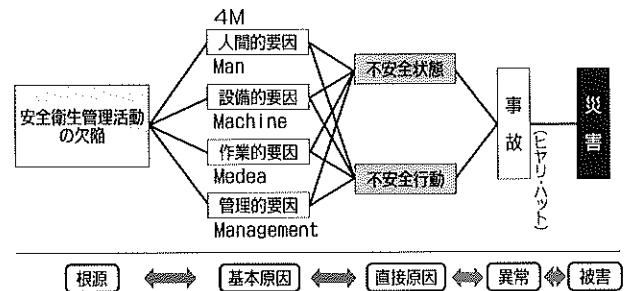 4M
人間的要因
Man
設備的要因
Machine
作業的要因
Medea
管理的要因
Management
安全衛生管理活動
の欠陥
不安全状態
不安全行動
事故
(ヒヤリ・ハット)
災害
根源
基本原因
直接原因
異常
被害